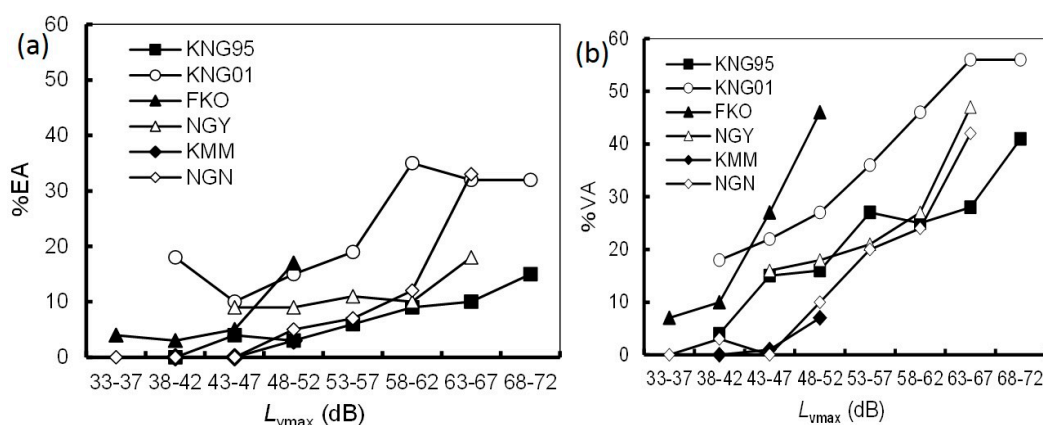 (a)
60
50
40
30
20
10
0
%EA
KNG95
KNG01
FKO
NGY
KMM
NGN
33-37 38-42 43-47 48-52 53-57 58-62 63-67 68-72
Lvmax (dB)
(b)
60
50
40
30
20
10
0
%VA
KNG95
KNG01
FKO
NGY
KMM
NGN
33-37 38-42 43-47 48-52 53-57 58-62 63-67 68-72
Lvmax (dB)